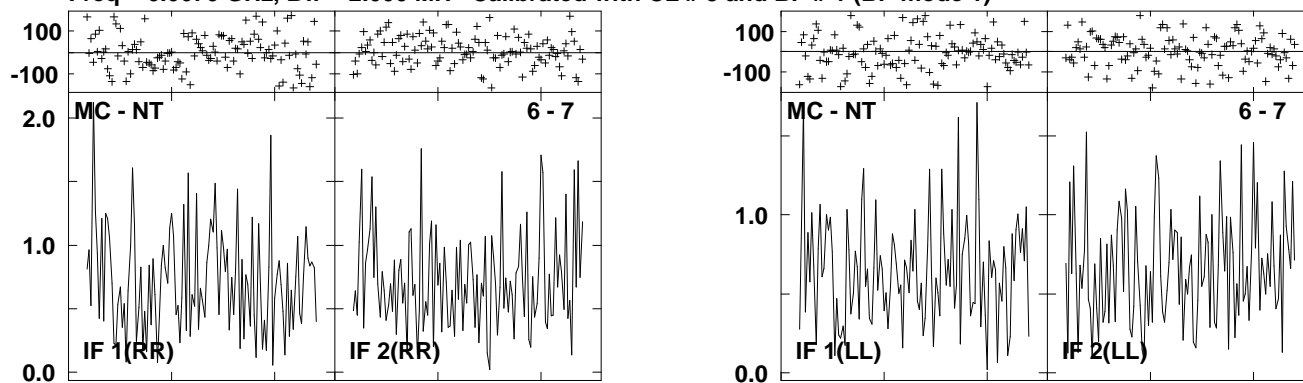 100
-100
2.0
1.0
0.0
MC - NT
6 - 7
IF 1(RR)
IF 2(RR)
100
-100
1.0
0.0
MC - NT
6 - 7
IF 1(LL)
IF 2(LL)